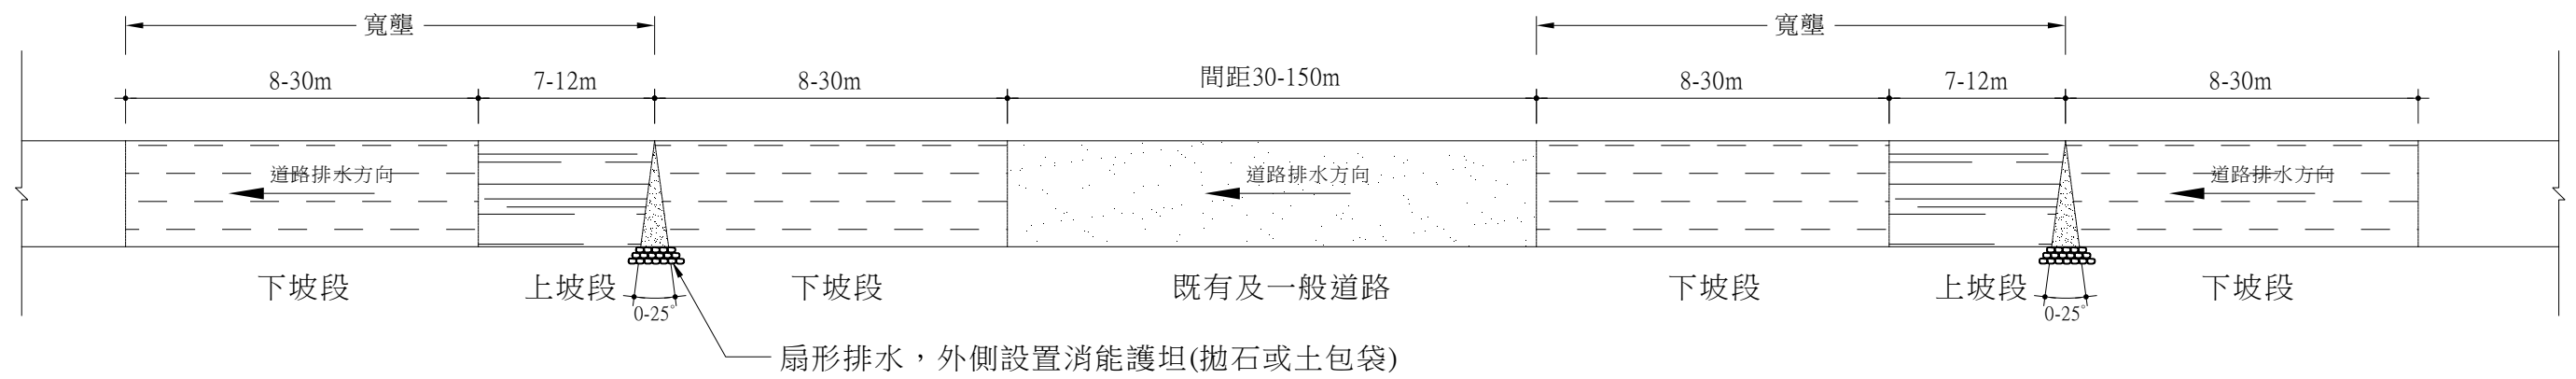 寬壟
寬壟
8-30m
7-12m
8-30m
間距30-150m
8-30m
7-12m
8-30m
道路排水方向
道路排水方向
道路排水方向
下坡段
上坡段
下坡段
既有及一般道路
下坡段
上坡段
下坡段
0-25°
0-25°
扇形排水，外側設置消能護坦(拋石或土包袋)